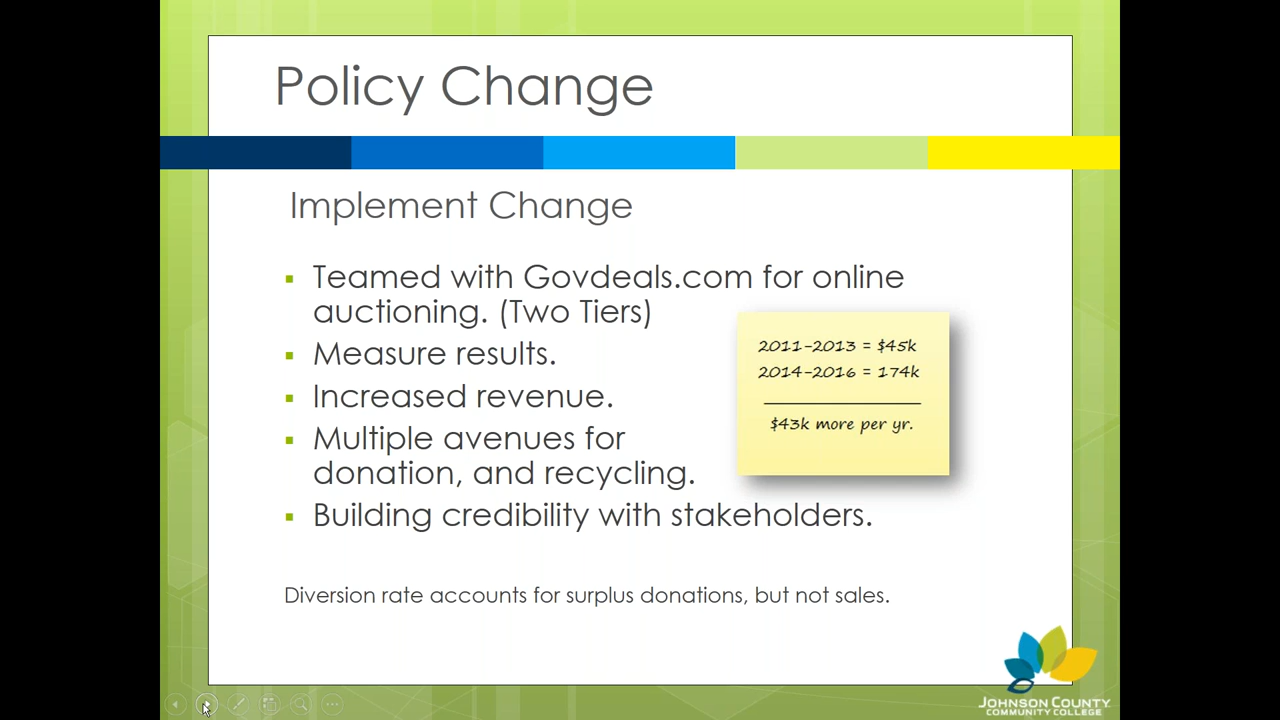 Policy Change
Implement Change
Teamed with Govdeals.com for online
auctioning. (Two Tiers)
Measure results.
Increased revenue.
Multiple avenues for
donation, and recycling.
Building credibility with stakeholders.
2011-2013 = $45k
2014-2016 = 174k
$43k more per yr.
Diversion rate accounts for surplus donations, but not sales.
JOHNSON COUNTY
COMMUNITY COLLEGE